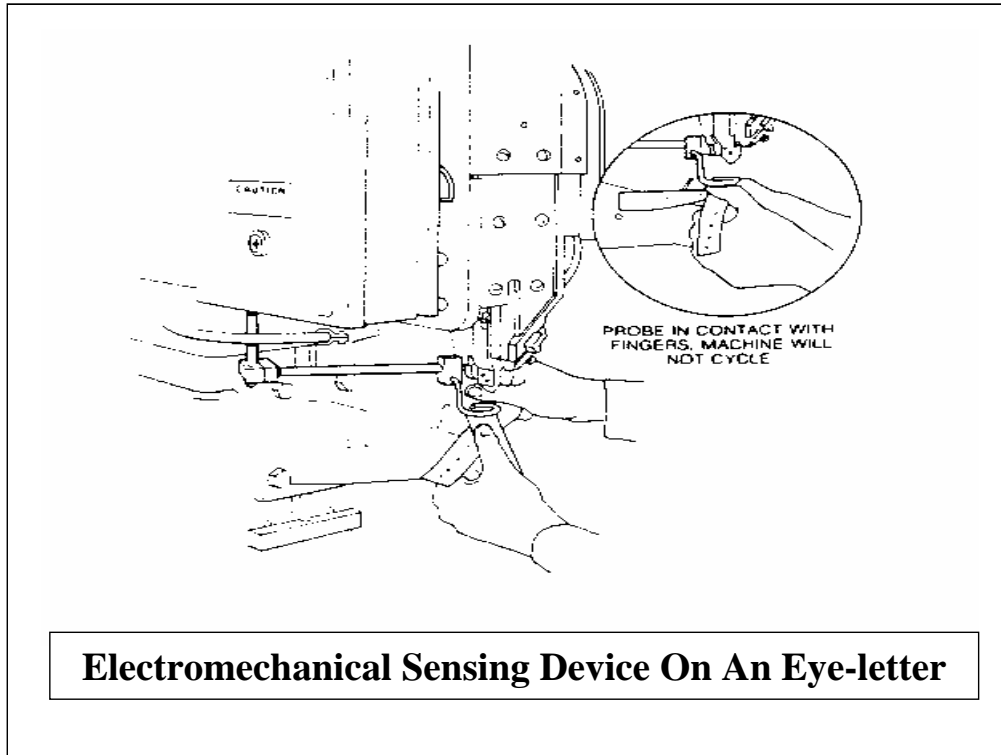 CAUTION
PROBE IN CONTACT WITH
FINGERS, MACHINE WILL
NOT CYCLE
Electromechanical Sensing Device On An Eye-letter